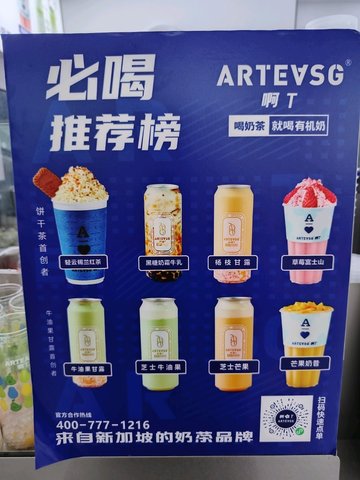 必喝
推荐榜
ARTEASG®
啊T
喝奶茶 就喝有机奶
饼干茶首创者
轻云锡兰红茶
黑糖奶霜牛乳
杨枝甘露
草莓富士山
牛油果甘露首创者
牛油果甘露
芝士牛油果
芝士芒果
芒果奶昔
官方合作热线
400-777-1216
来自新加坡的奶茶品牌
扫码快速点单